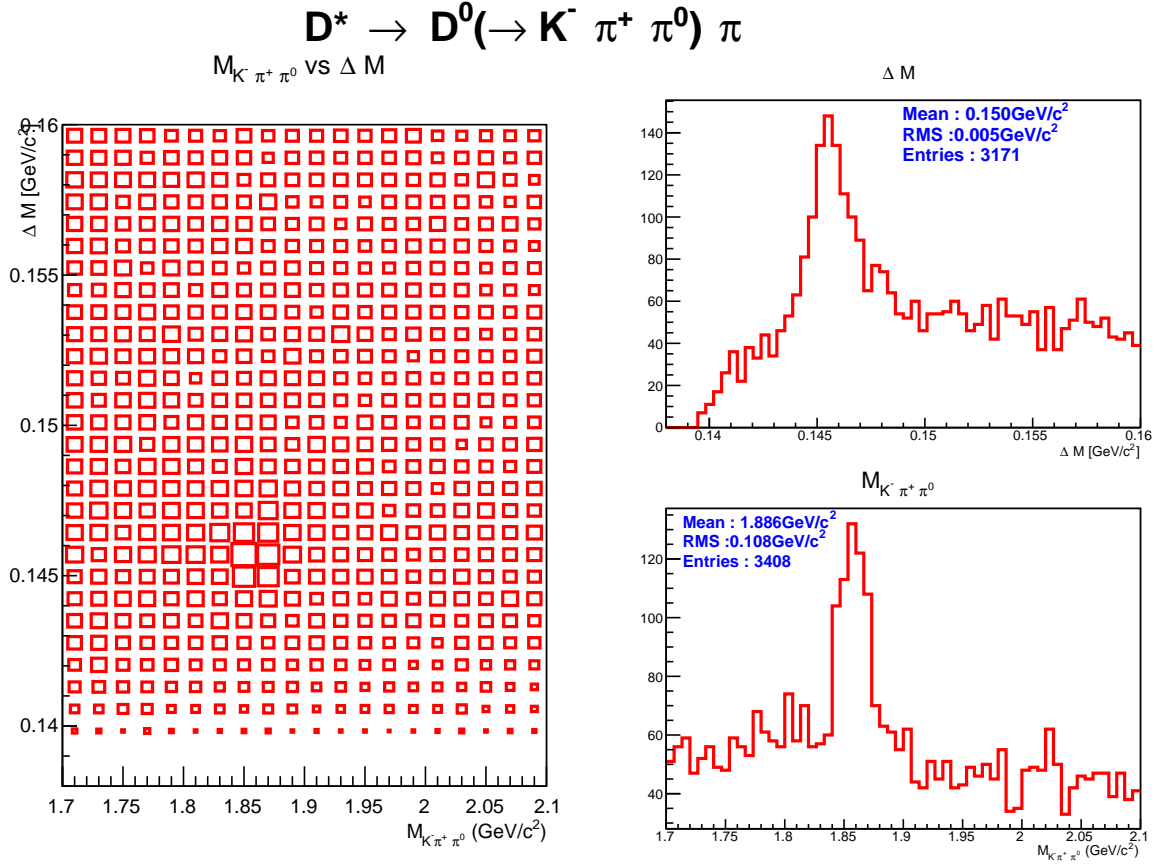 D* → D⁰(→ K⁻ π⁺ π⁰) π
M_K⁻ π⁺ π⁰ vs Δ M
Δ M [GeV/c²]
0.16
0.155
0.15
0.145
0.14
1.7 1.75 1.8 1.85 1.9 1.95 2 2.05 2.1
M_K⁻π⁺ π⁰ (GeV/c²)
Δ M
Mean : 0.150GeV/c²
RMS :0.005GeV/c²
Entries : 3171
140
120
100
80
60
40
20
0
0.14 0.145 0.15 0.155 0.16
Δ M [GeV/c²]
M_K⁻ π⁺ π⁰
Mean : 1.886GeV/c²
RMS :0.108GeV/c²
Entries : 3408
120
100
80
60
40
1.7 1.75 1.8 1.85 1.9 1.95 2 2.05 2.1
M_K⁻π⁺ π⁰ (GeV/c²)